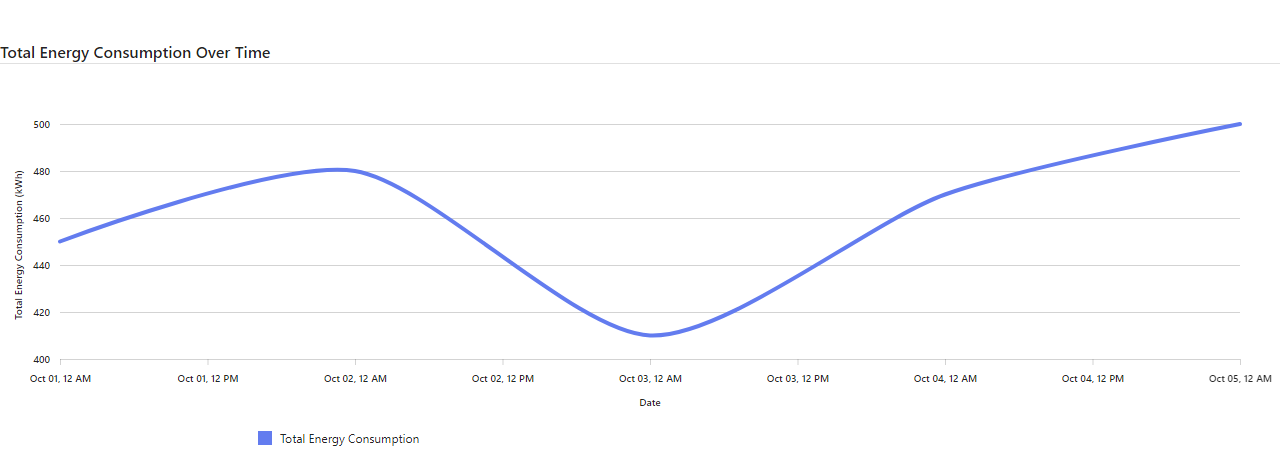 Total Energy Consumption Over Time
500
480
460
440
420
400
Total Energy Consumption (kWh)
Oct 01, 12 AM Oct 01, 12 PM Oct 02, 12 AM Oct 02, 12 PM Oct 03, 12 AM Oct 03, 12 PM Oct 04, 12 AM Oct 04, 12 PM Oct 05, 12 AM
Date
Total Energy Consumption